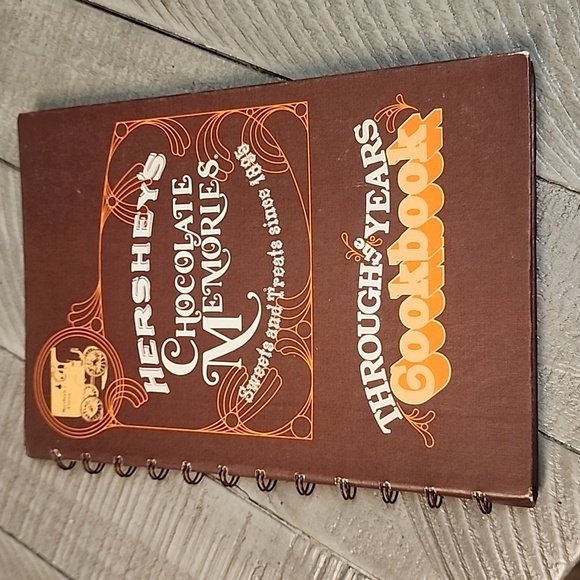 HERSHEY'S
CHOCOLATE
MEMORIES.
Sweets and Treats since 1895
THROUGH the YEARS
Cookbook